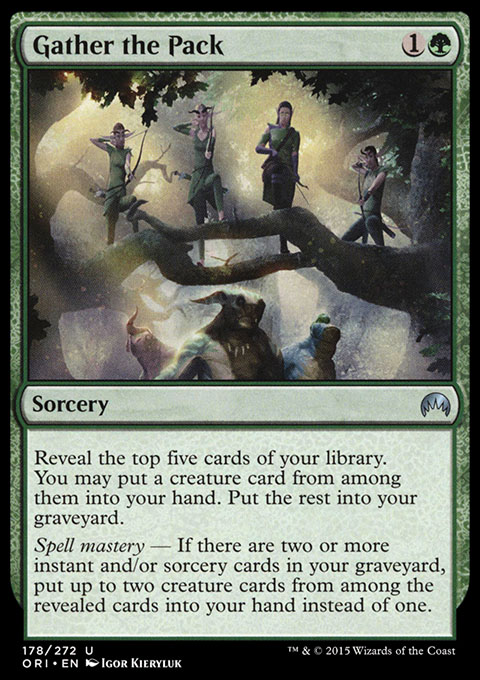 Gather the Pack 1
Sorcery
Reveal the top five cards of your library.
You may put a creature card from among
them into your hand. Put the rest into your
graveyard.
Spell mastery — If there are two or more
instant and/or sorcery cards in your graveyard,
put up to two creature cards from among the
revealed cards into your hand instead of one.
178/272 U
ORI • EN Igor Kieryluk
™ & © 2015 Wizards of the Coast